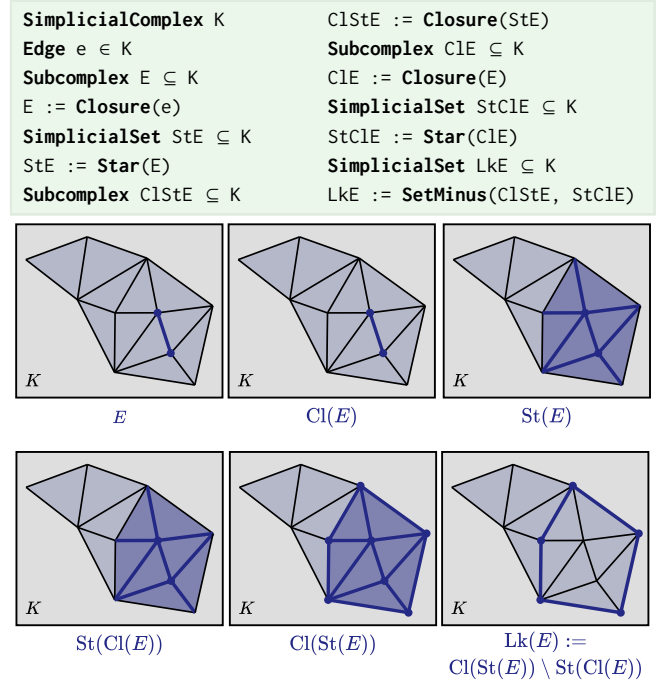 SimplicialComplex K
Edge e ∈ K
Subcomplex E ⊆ K
E := Closure(e)
SimplicialSet StE ⊆ K
StE := Star(E)
Subcomplex ClStE ⊆ K
ClStE := Closure(StE)
Subcomplex ClE ⊆ K
ClE := Closure(E)
SimplicialSet StClE ⊆ K
StClE := Star(ClE)
SimplicialSet LkE ⊆ K
LkE := SetMinus(ClStE, StClE)
K
K
K
E
Cl(E)
St(E)
K
K
K
St(Cl(E))
Cl(St(E))
Lk(E) :=
Cl(St(E)) \ St(Cl(E))